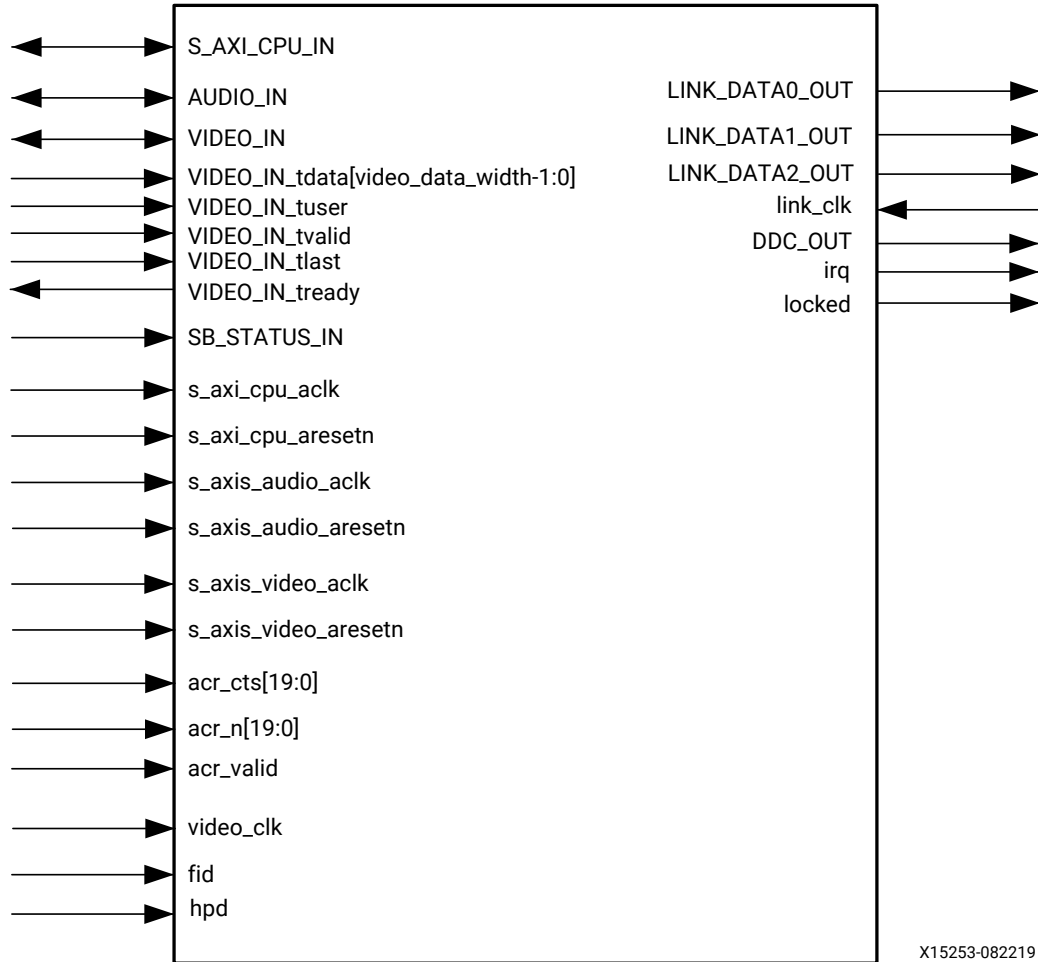 S_AXI_CPU_IN
AUDIO_IN
VIDEO_IN
VIDEO_IN_tdata[video_data_width-1:0]
VIDEO_IN_tuser
VIDEO_IN_tvalid
VIDEO_IN_tlast
VIDEO_IN_tready
SB_STATUS_IN
s_axi_cpu_aclk
s_axi_cpu_aresetn
s_axis_audio_aclk
s_axis_audio_aresetn
s_axis_video_aclk
s_axis_video_aresetn
acr_cts[19:0]
acr_n[19:0]
acr_valid
video_clk
fid
hpd
LINK_DATA0_OUT
LINK_DATA1_OUT
LINK_DATA2_OUT
link_clk
DDC_OUT
irq
locked
X15253-082219